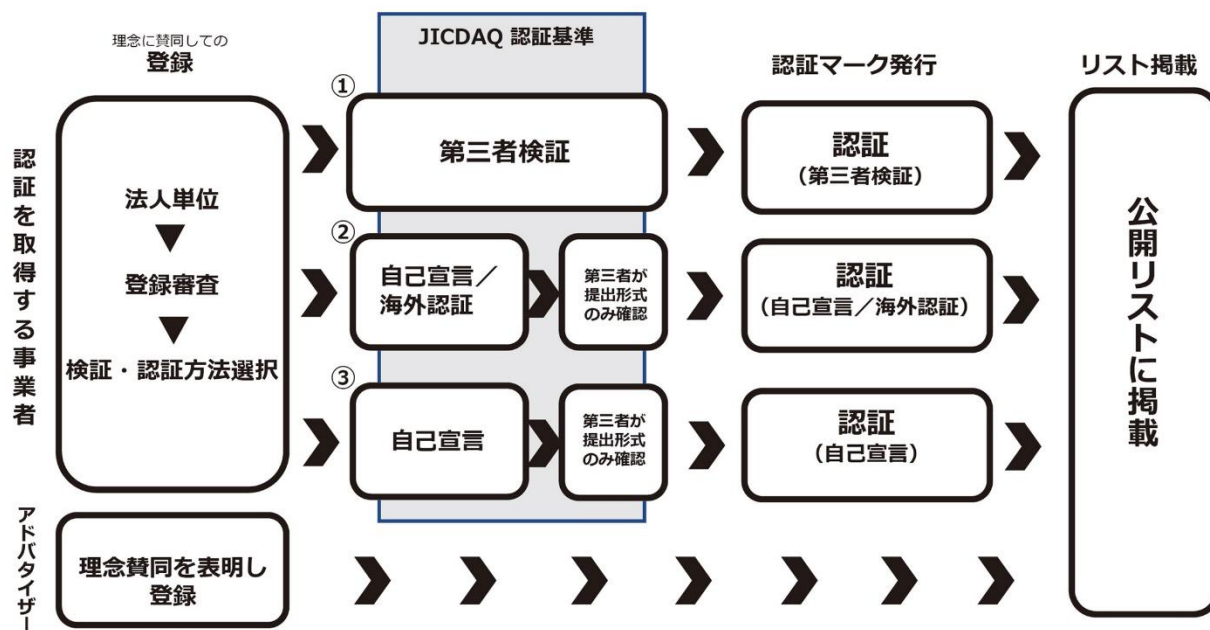 理念に賛同しての
登録
JICDAQ 認証基準
認証マーク発行
リスト掲載
認証を取得する事業者
法人単位
登録審査
検証・認証方法選択
①
第三者検証
認証
（第三者検証）
②
自己宣言／
海外認証
第三者が
提出形式
のみ確認
認証
（自己宣言／海外認証）
③
自己宣言
第三者が
提出形式
のみ確認
認証
（自己宣言）
公開リストに掲載
アドバタイザー
理念賛同を表明し
登録